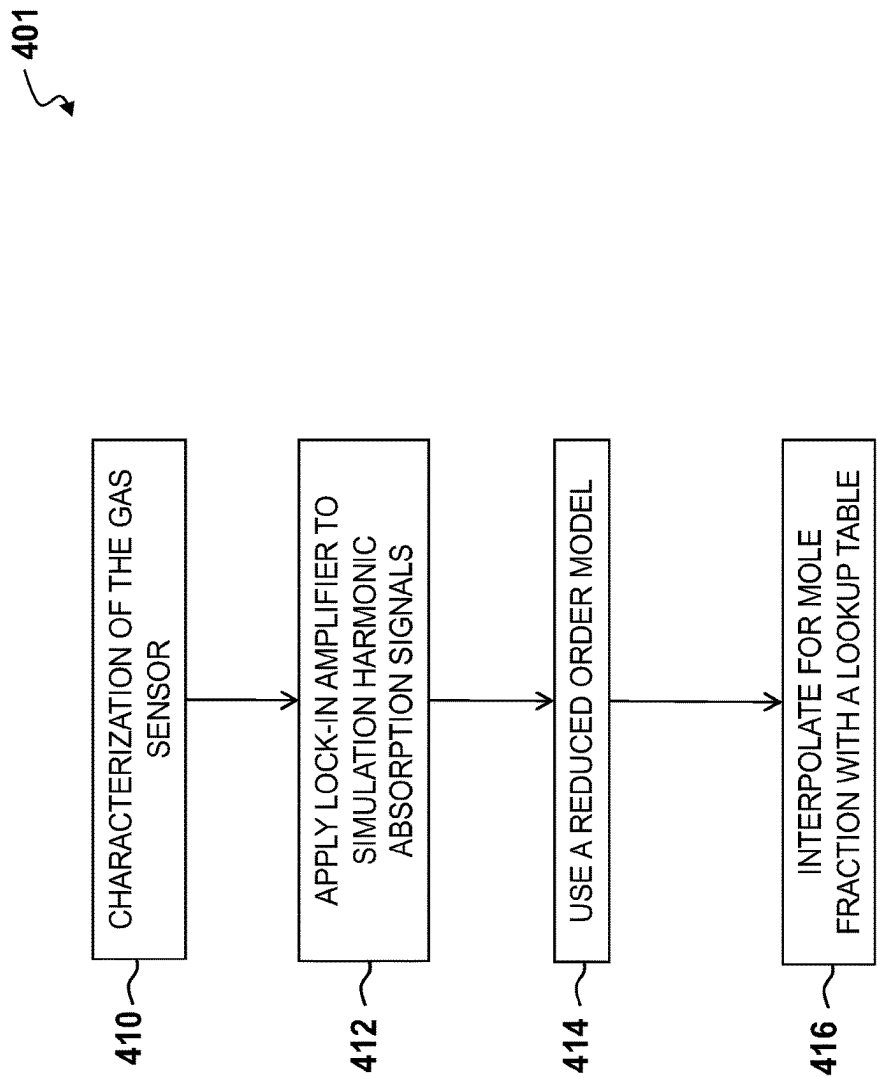 401
410
CHARACTERIZATION OF THE GAS
SENSOR
412
APPLY LOCK-IN AMPLIFIER TO
SIMULATION HARMONIC
ABSORPTION SIGNALS
414
USE A REDUCED ORDER MODEL
416
INTERPOLATE FOR MOLE
FRACTION WITH A LOOKUP TABLE